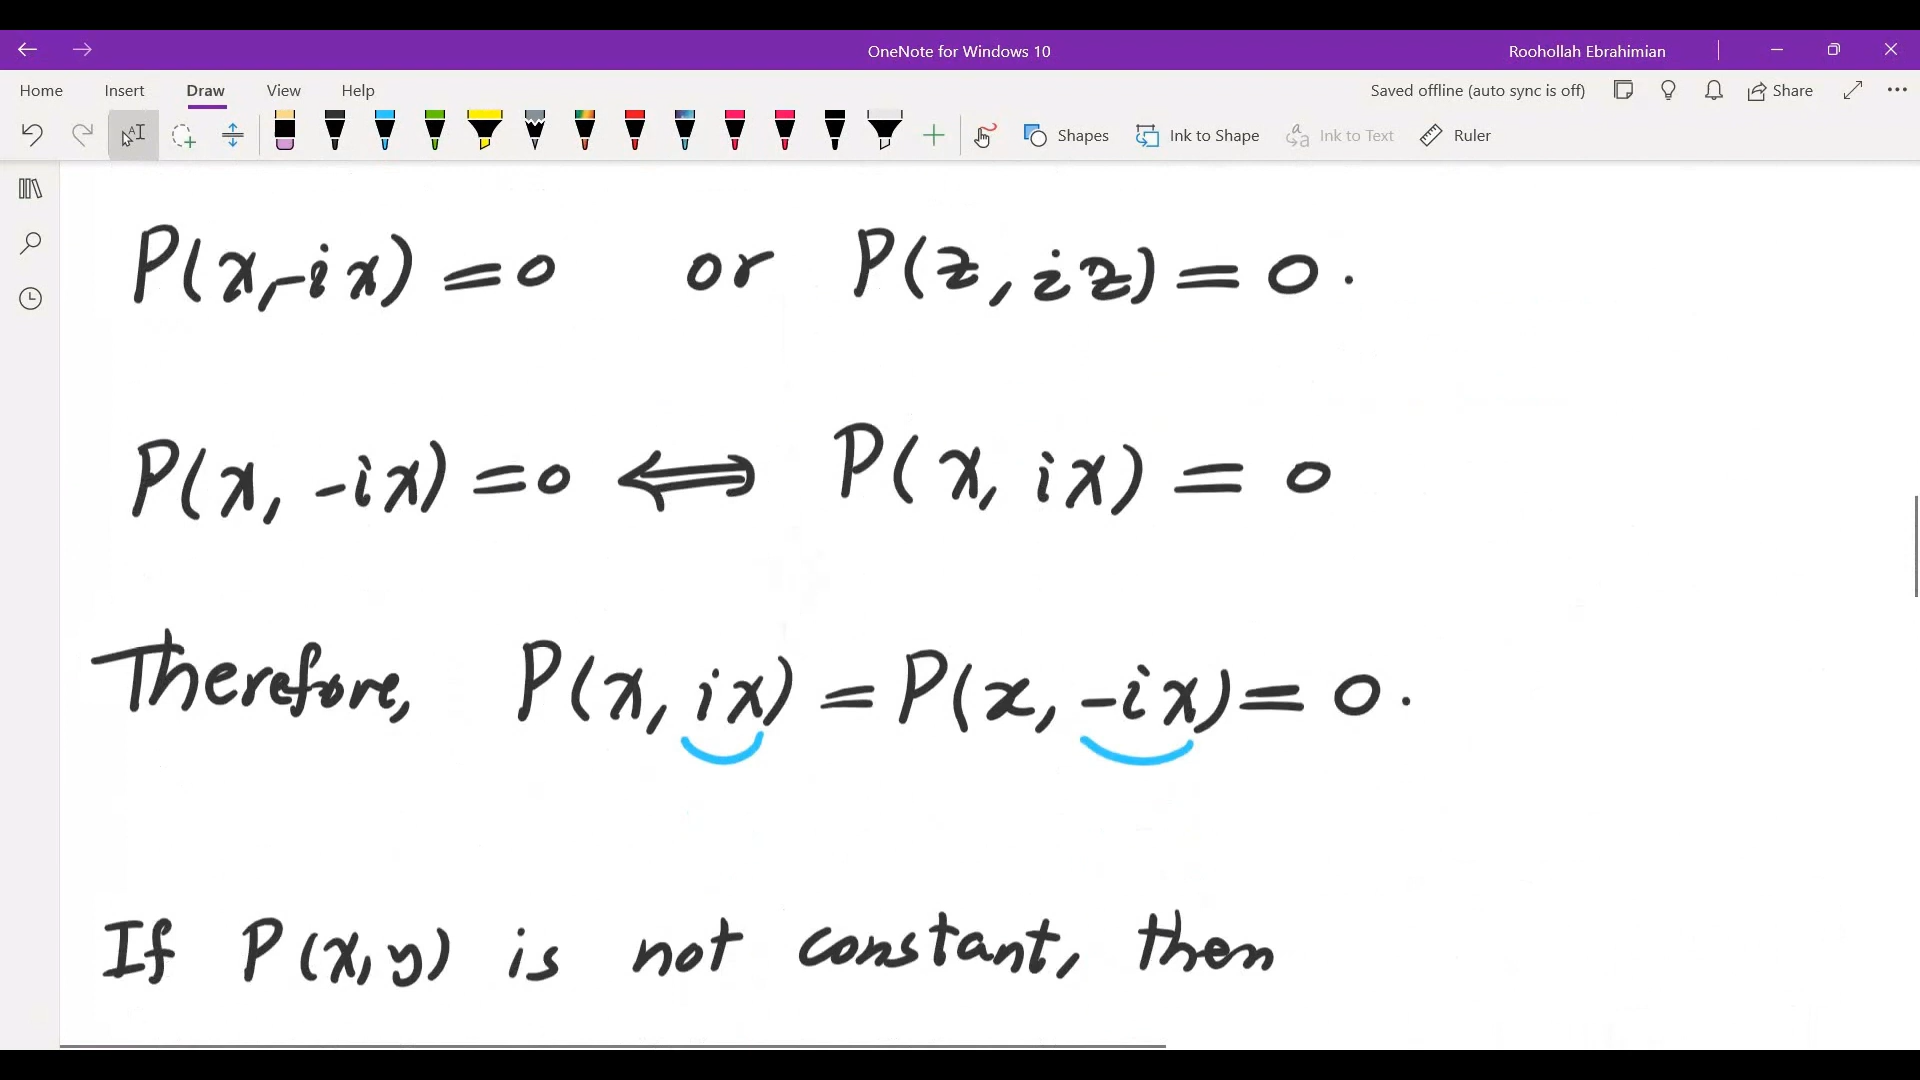 OneNote for Windows 10
Roohollah Ebrahimian
Home Insert Draw View Help
Saved offline (auto sync is off)
Share
Shapes
Ink to Shape
Ink to Text
Ruler
P(x,-ix)=0 or P(z,iz)=0.
P(x,-ix)=0 ⟺ P(x,ix)=0
Therefore, P(x,ix)=P(x,-ix)=0.
If P(x,y) is not constant, then